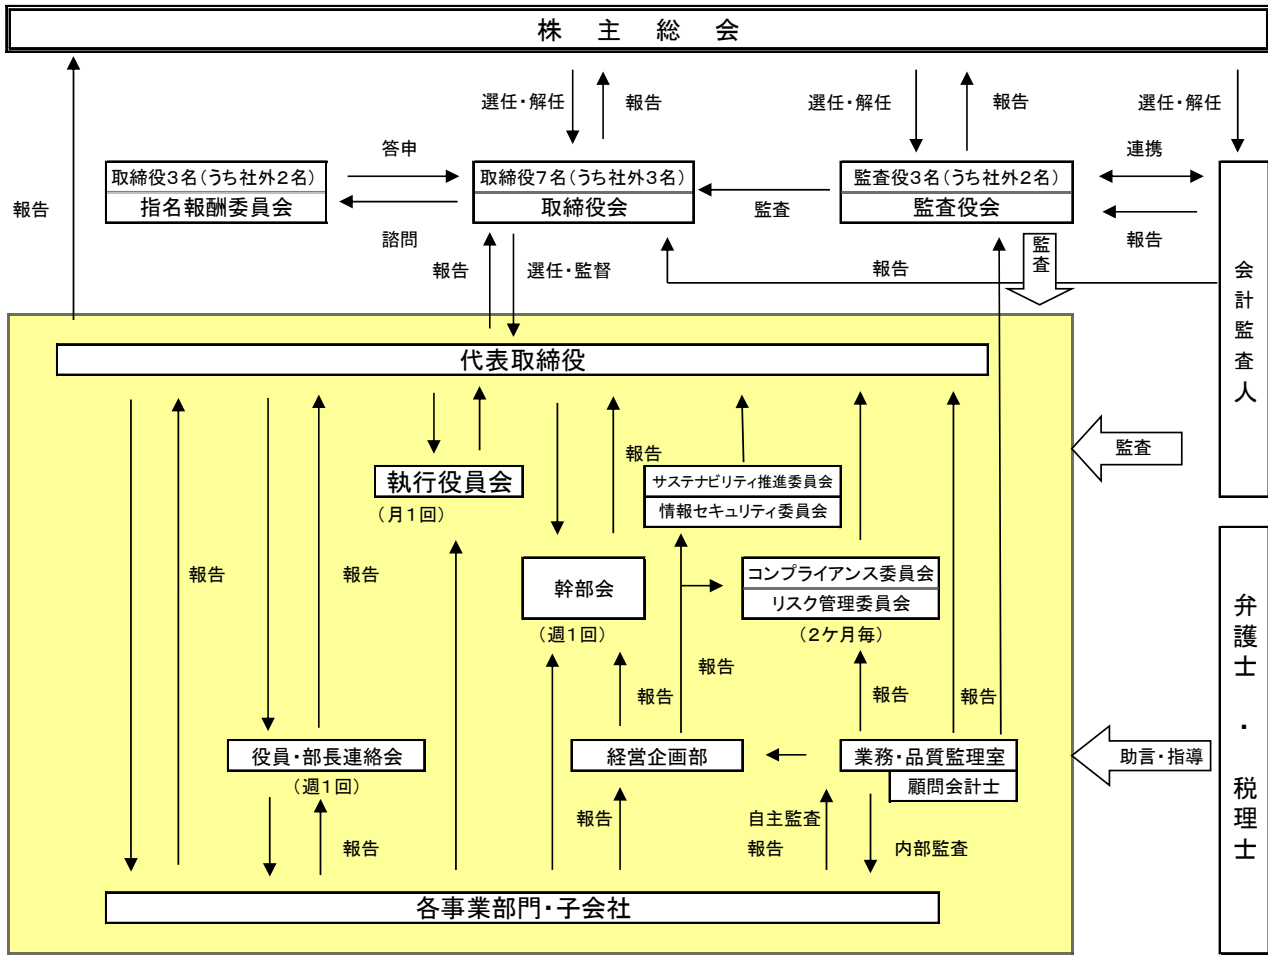 株 主 総 会
選任・解任
報告
選任・解任
報告
選任・解任
答申
連携
取締役3名(うち社外2名)
指名報酬委員会
取締役7名(うち社外3名)
取締役会
監査役3名(うち社外2名)
監査役会
報告
監査
諮問
報告
監査
報告
選任・監督
報告
会計監査人
代表取締役
報告
監査
執行役員会
(月1回)
サステナビリティ推進委員会
情報セキュリティ委員会
報告
報告
幹部会
(週1回)
コンプライアンス委員会
リスク管理委員会
(2ケ月毎)
弁護士・税理士
報告
報告
報告
報告
役員・部長連絡会
(週1回)
経営企画部
業務・品質監理室
顧問会計士
助言・指導
報告
報告
自主監査
報告
内部監査
各事業部門・子会社